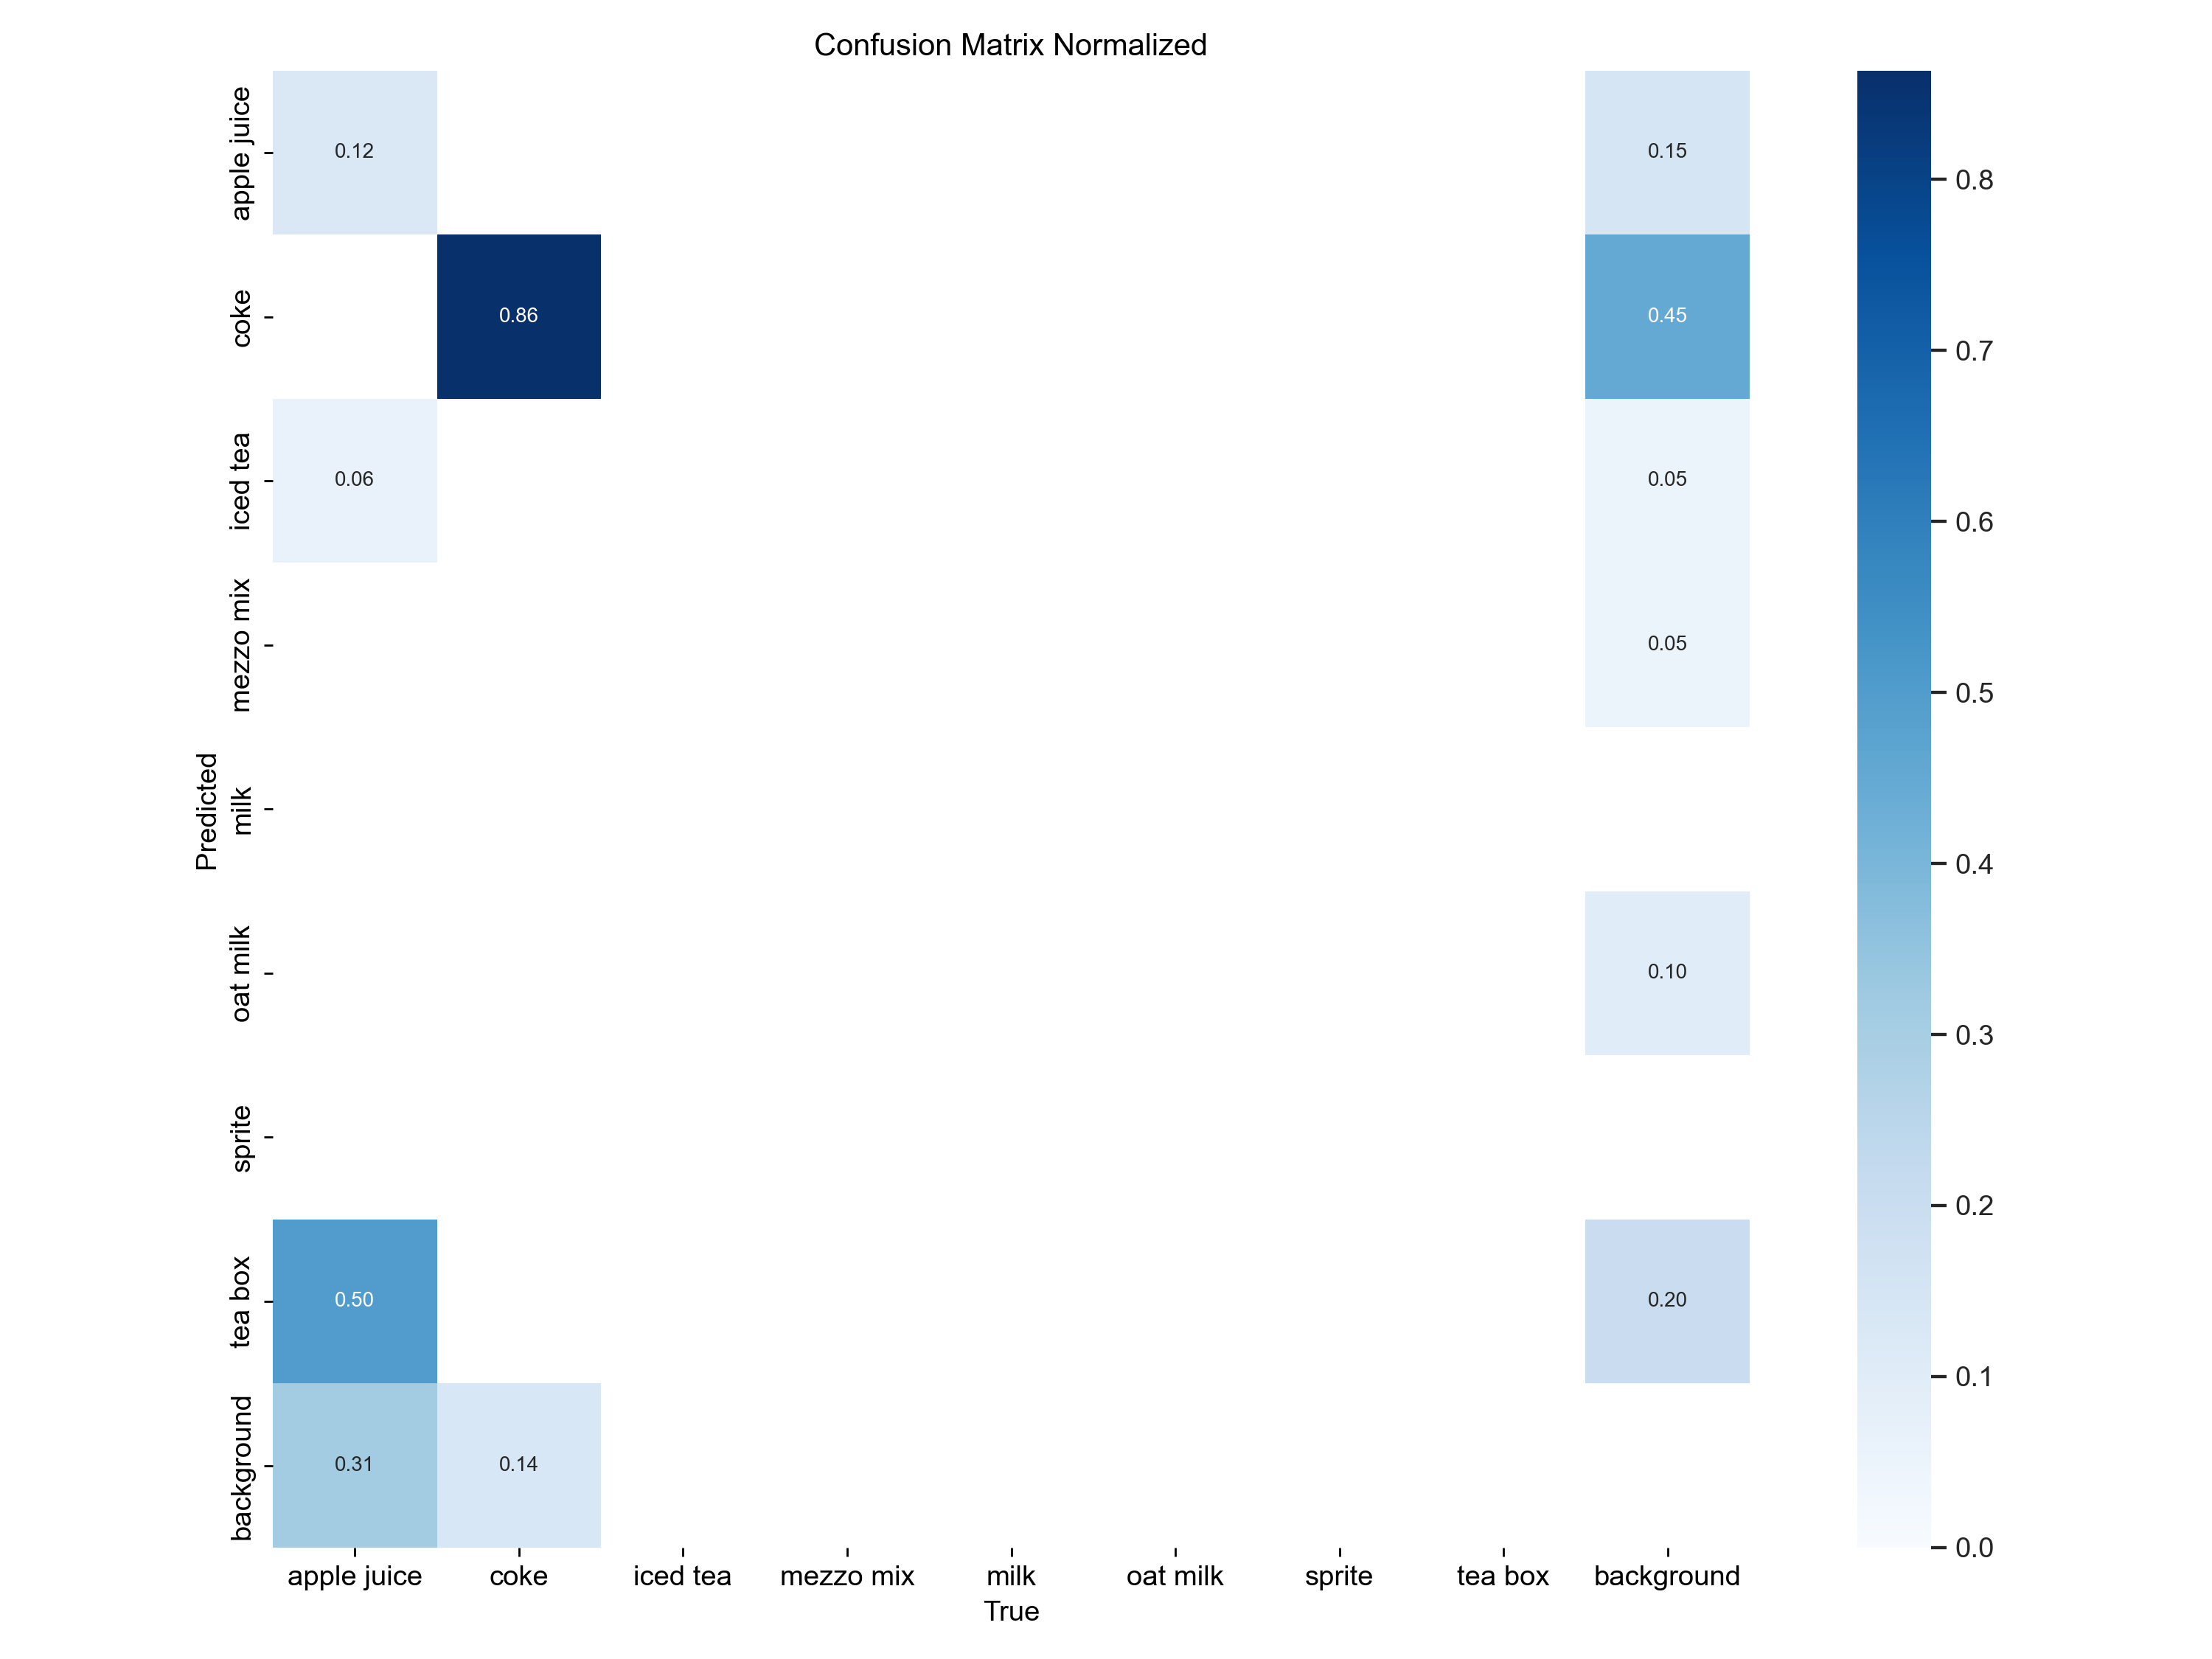 Confusion Matrix Normalized
apple juice
0.12
0.15
coke
0.86
0.45
iced tea
0.06
0.05
mezzo mix
0.05
milk
oat milk
0.10
sprite
tea box
0.50
0.20
background
0.31
0.14
Predicted
apple juice
coke
iced tea
mezzo mix
milk
oat milk
sprite
tea box
background
True
0.8
0.7
0.6
0.5
0.4
0.3
0.2
0.1
0.0